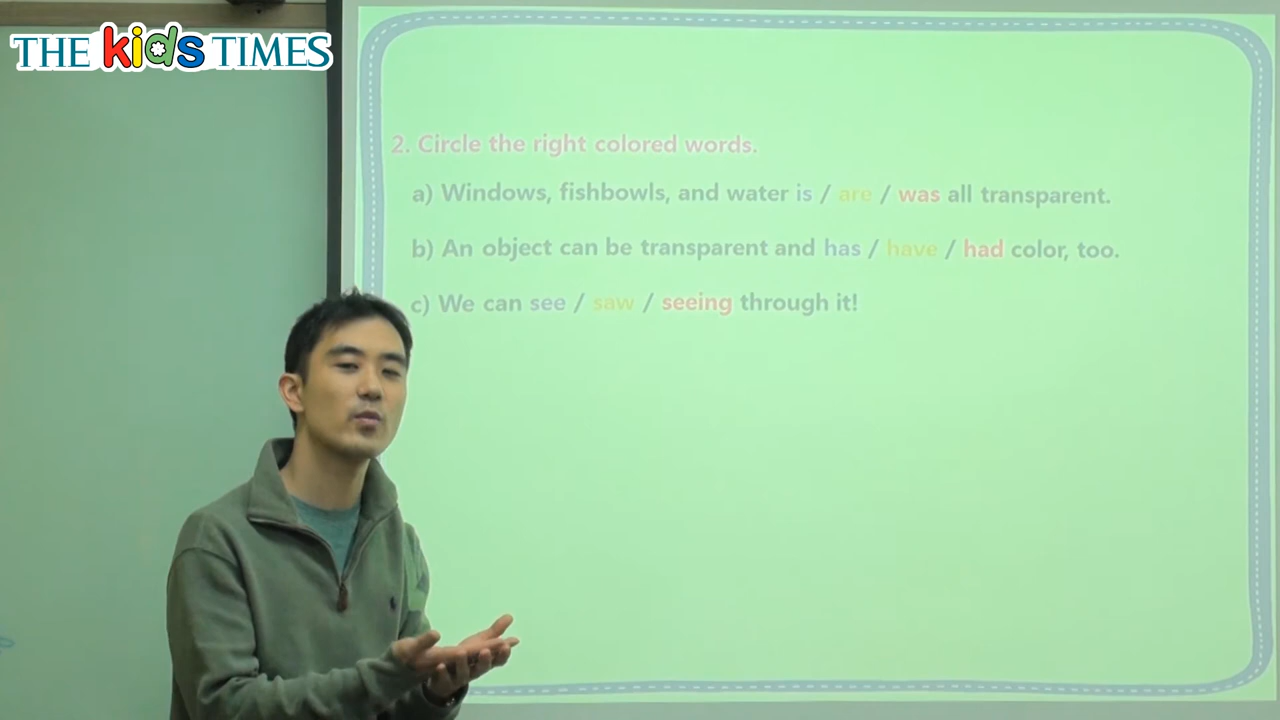 THE kids TIMES
2. Circle the right colored words.
a) Windows, fishbowls, and water is / are / was all transparent.
b) An object can be transparent and has / have / had color, too.
c) We can see / saw / seeing through it!